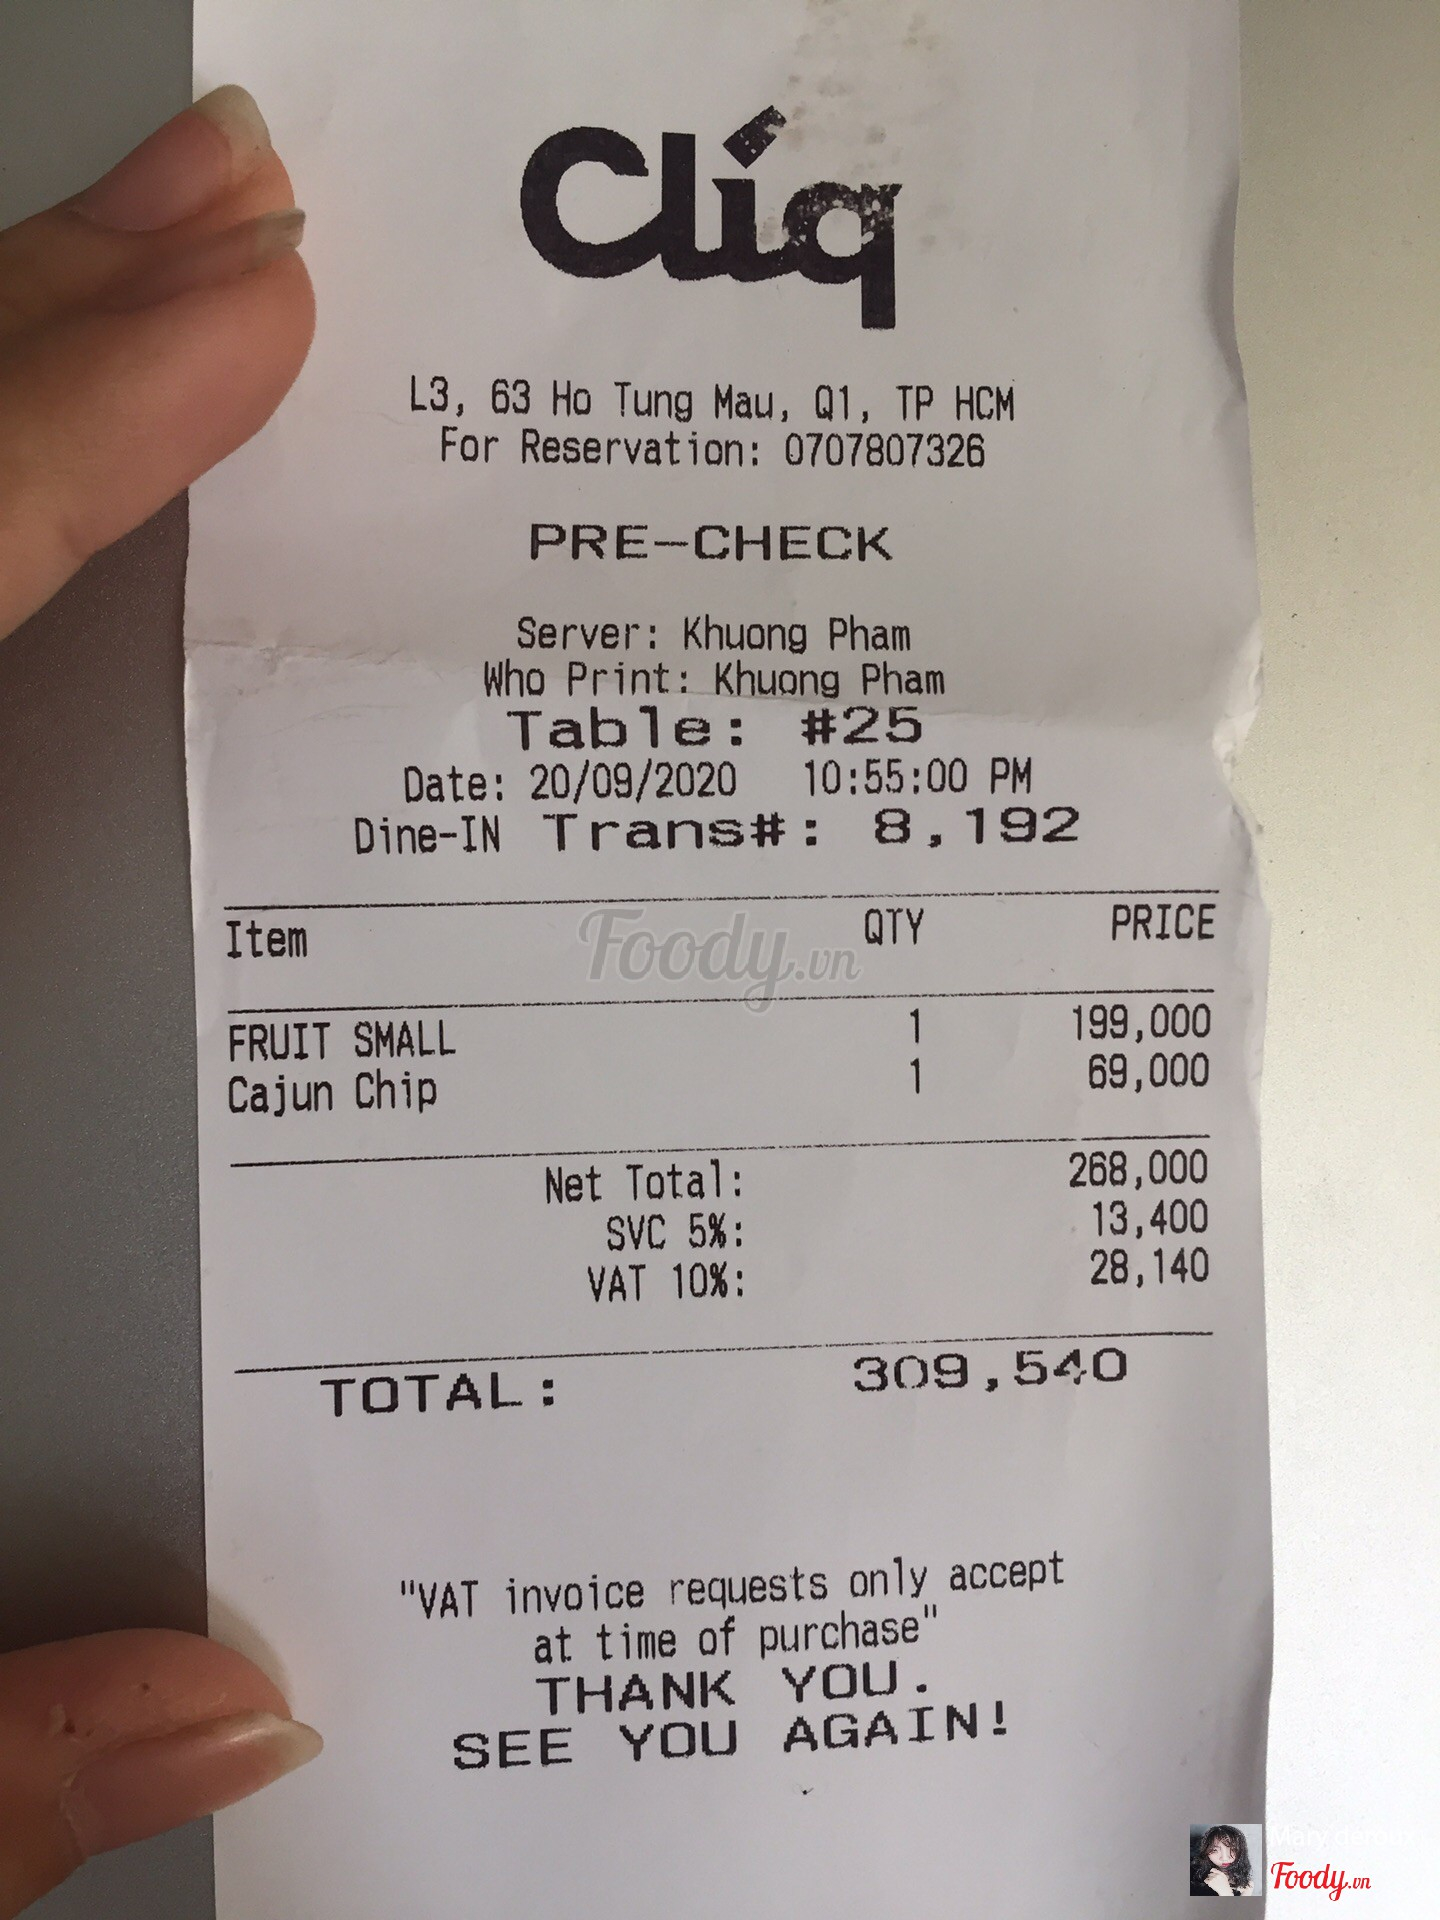 Cliq
L3, 63 Ho Tung Mau, Q1, TP HCM
For Reservation: 0707807326
PRE-CHECK
Server: Khuong Pham
Who Print: Khuong Pham
Table: #25
Date: 20/09/2020 10:55:00 PM
Dine-IN Trans#: 8,192
Item QTY PRICE
Foody.vn
FRUIT SMALL 1 199,000
Cajun Chip 1 69,000
Net Total: 268,000
SVC 5%: 13,400
VAT 10%: 28,140
TOTAL: 309,540
"VAT invoice requests only accept
at time of purchase"
THANK YOU.
SEE YOU AGAIN!
Mary
Foody.vn